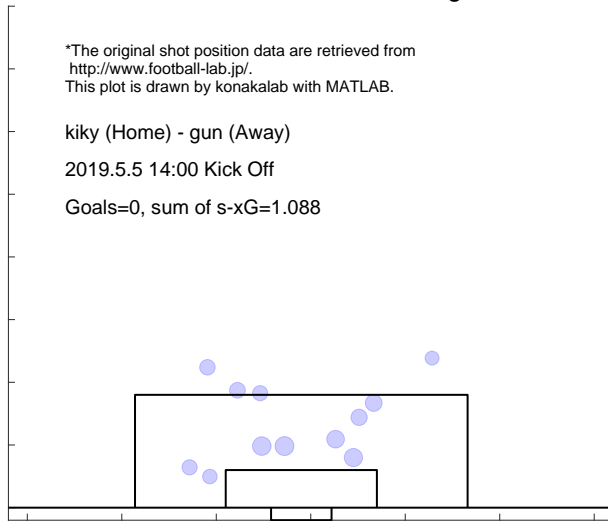 *The original shot position data are retrieved from
http://www.football-lab.jp/.
This plot is drawn by konakalab with MATLAB.
kiky (Home) - gun (Away)
2019.5.5 14:00 Kick Off
Goals=0, sum of s-xG=1.088